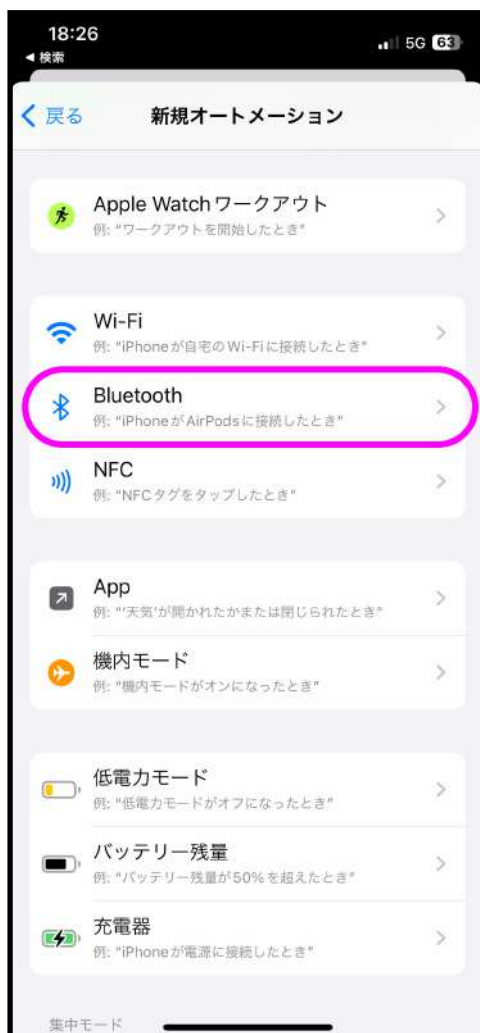 18:26
5G 63
◀ 検索
戻る
新規オートメーション
Apple Watch ワークアウト
例: "ワークアウトを開始したとき"
Wi-Fi
例: "iPhoneが自宅のWi-Fiに接続したとき"
Bluetooth
例: "iPhoneがAirPodsに接続したとき"
NFC
例: "NFCタグをタップしたとき"
App
例: "'天気'が開かれたかまたは閉じられたとき"
機内モード
例: "機内モードがオンになったとき"
低電力モード
例: "低電力モードがオフになったとき"
バッテリー残量
例: "バッテリー残量が50%を超えたとき"
充電器
例: "iPhoneが電源に接続したとき"
集中モード